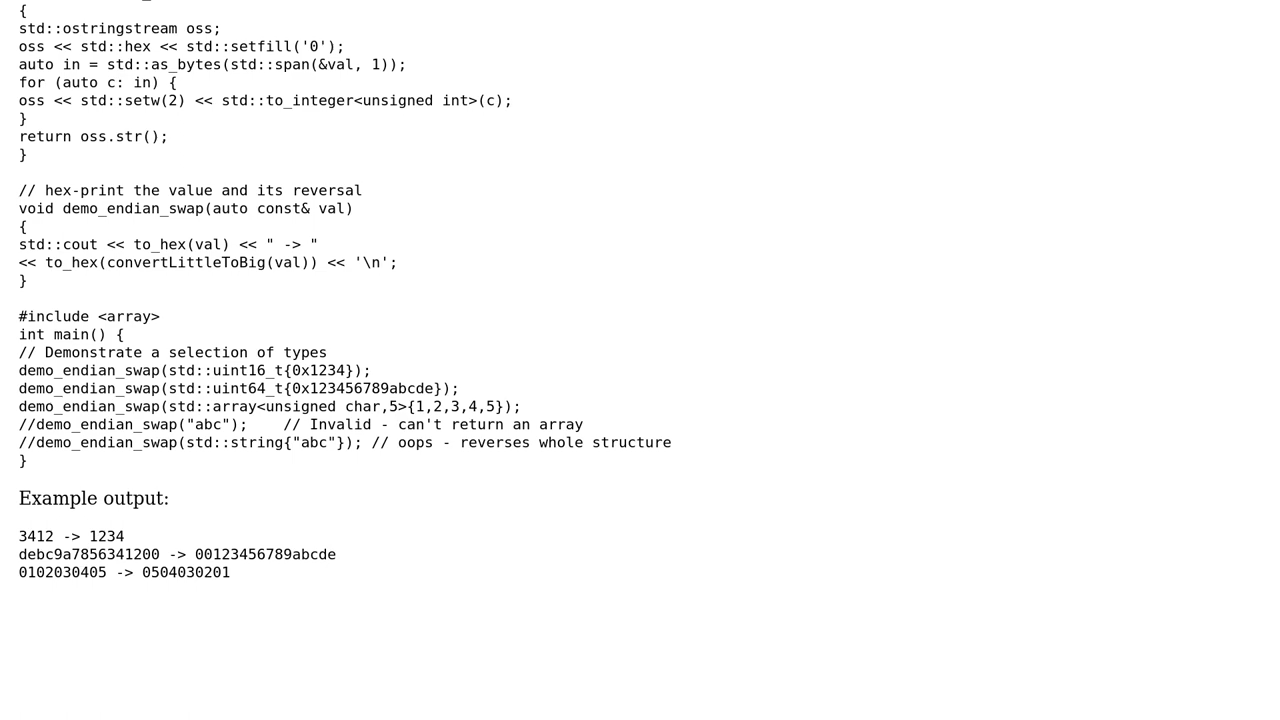 {
std::ostringstream oss;
oss << std::hex << std::setfill('0');
auto in = std::as_bytes(std::span(&val, 1));
for (auto c: in) {
oss << std::setw(2) << std::to_integer<unsigned int>(c);
}
return oss.str();
}

// hex-print the value and its reversal
void demo_endian_swap(auto const& val)
{
std::cout << to_hex(val) << " -> "
<< to_hex(convertLittleToBig(val)) << '\n';
}

#include <array>
int main() {
// Demonstrate a selection of types
demo_endian_swap(std::uint16_t{0x1234});
demo_endian_swap(std::uint64_t{0x123456789abcde});
demo_endian_swap(std::array<unsigned char,5>{1,2,3,4,5});
//demo_endian_swap("abc");    // Invalid - can't return an array
//demo_endian_swap(std::string{"abc"}); // oops - reverses whole structure
}

Example output:

3412 -> 1234
debc9a7856341200 -> 00123456789abcde
0102030405 -> 0504030201